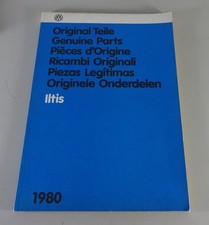 Original Teile
Genuine Parts
Pièces d'Origine
Ricambi Originali
Piezas Legítimas
Originele Onderdelen
Iltis
1980